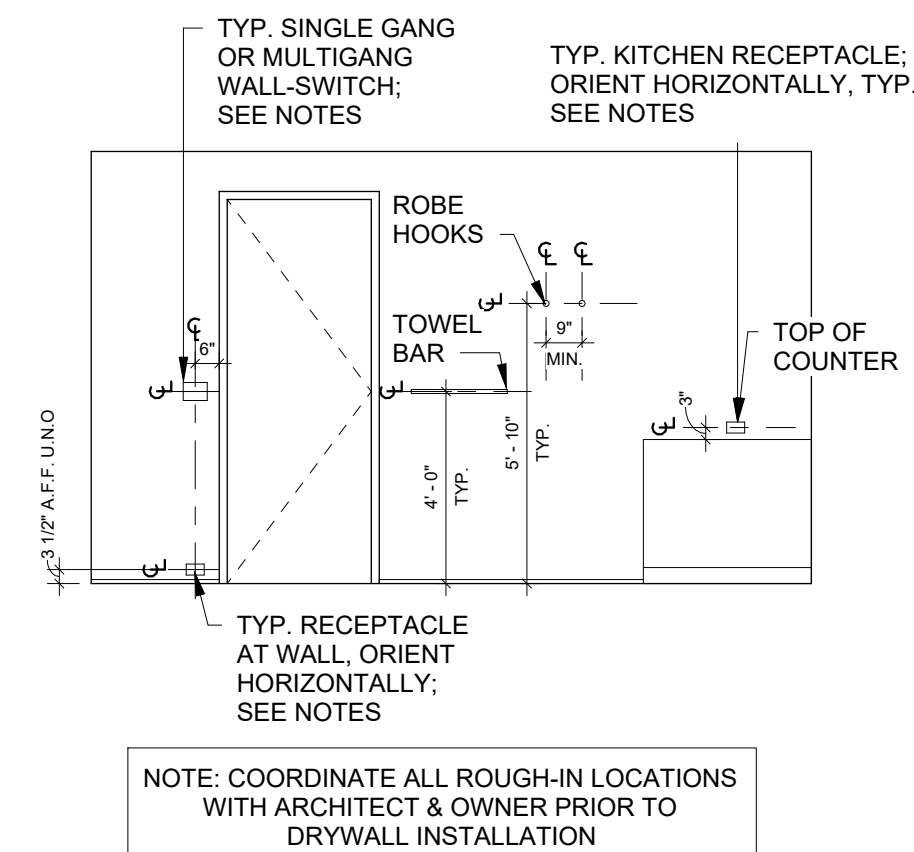 TYP. SINGLE GANG
OR MULTIGANG
WALL-SWITCH;
SEE NOTES
TYP. KITCHEN RECEPTACLE;
ORIENT HORIZONTALLY, TYP.
SEE NOTES
ROBE
HOOKS
℄
℄
℄
9"
MIN.
TOWEL
BAR
℄
TOP OF
COUNTER
℄
6"
℄
3"
℄
4' - 0"
TYP.
5' - 10"
TYP.
3 1/2" A.F.F. U.N.O
℄
TYP. RECEPTACLE
AT WALL, ORIENT
HORIZONTALLY;
SEE NOTES
NOTE: COORDINATE ALL ROUGH-IN LOCATIONS
WITH ARCHITECT & OWNER PRIOR TO
DRYWALL INSTALLATION